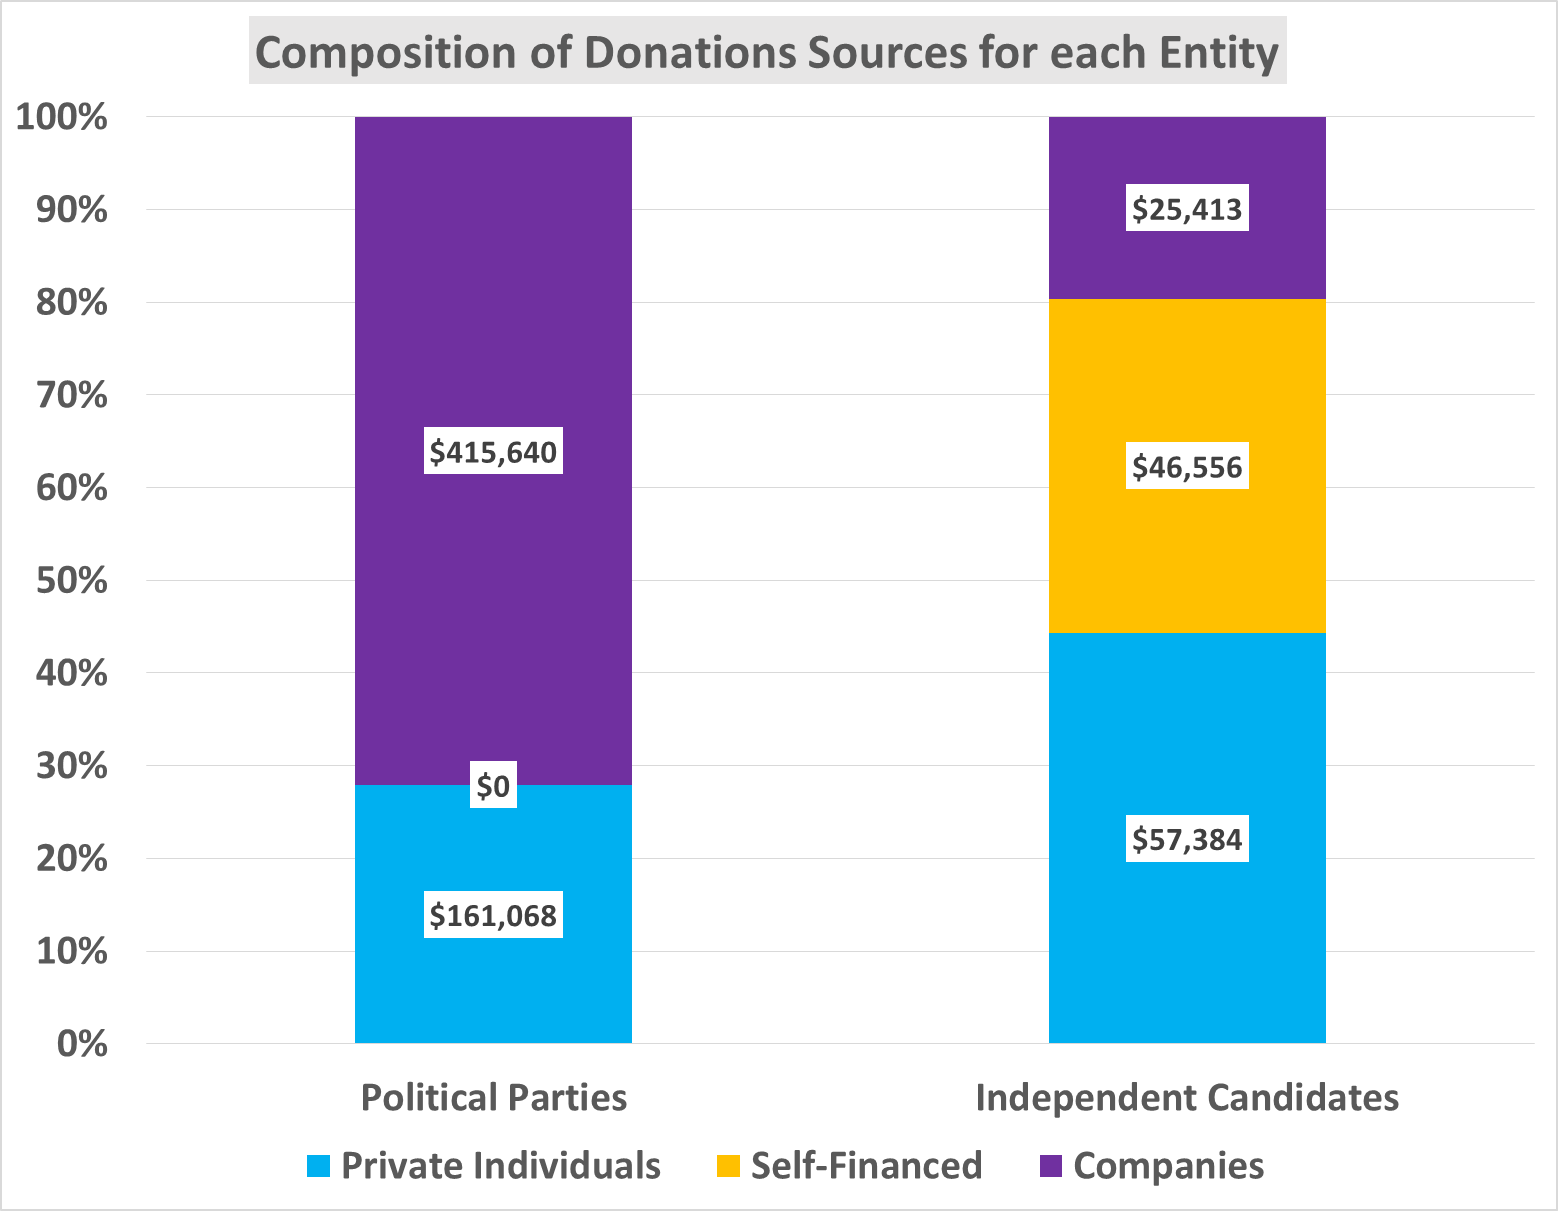 Composition of Donations Sources for each Entity
100%
90%
80%
70%
60%
50%
40%
30%
20%
10%
0%
$415,640
$0
$161,068
$25,413
$46,556
$57,384
Political Parties
Independent Candidates
Private Individuals
Self-Financed
Companies